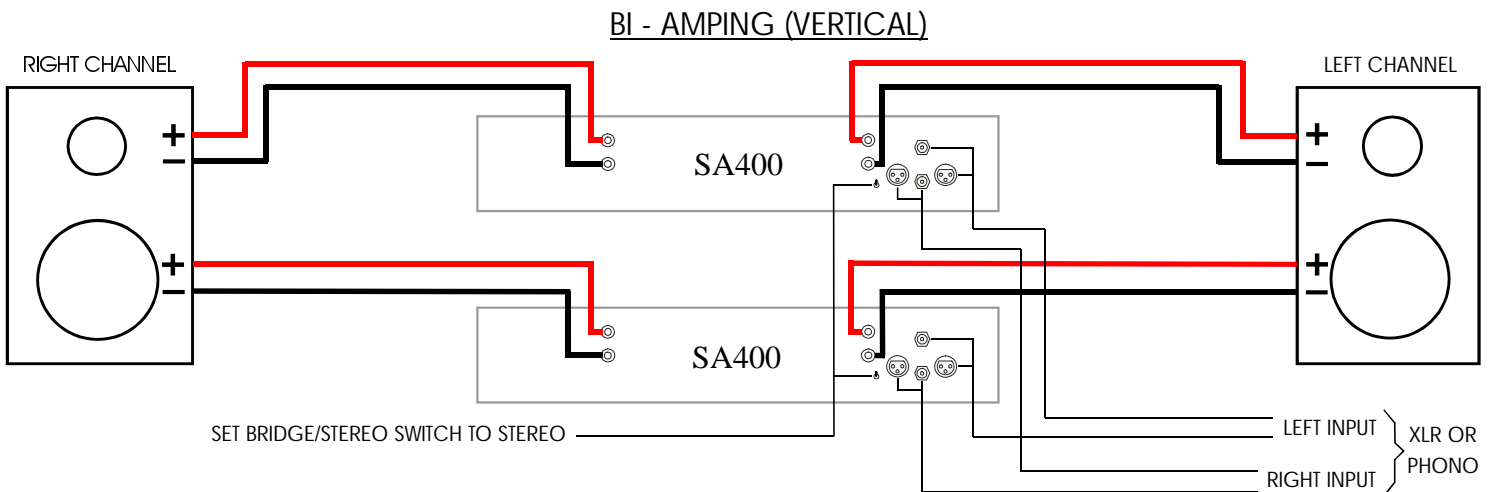 BI - AMPING (VERTICAL)
RIGHT CHANNEL
LEFT CHANNEL
+
−
+
−
SA400
+
−
+
−
SA400
SET BRIDGE/STEREO SWITCH TO STEREO
LEFT INPUT
RIGHT INPUT
XLR OR
PHONO